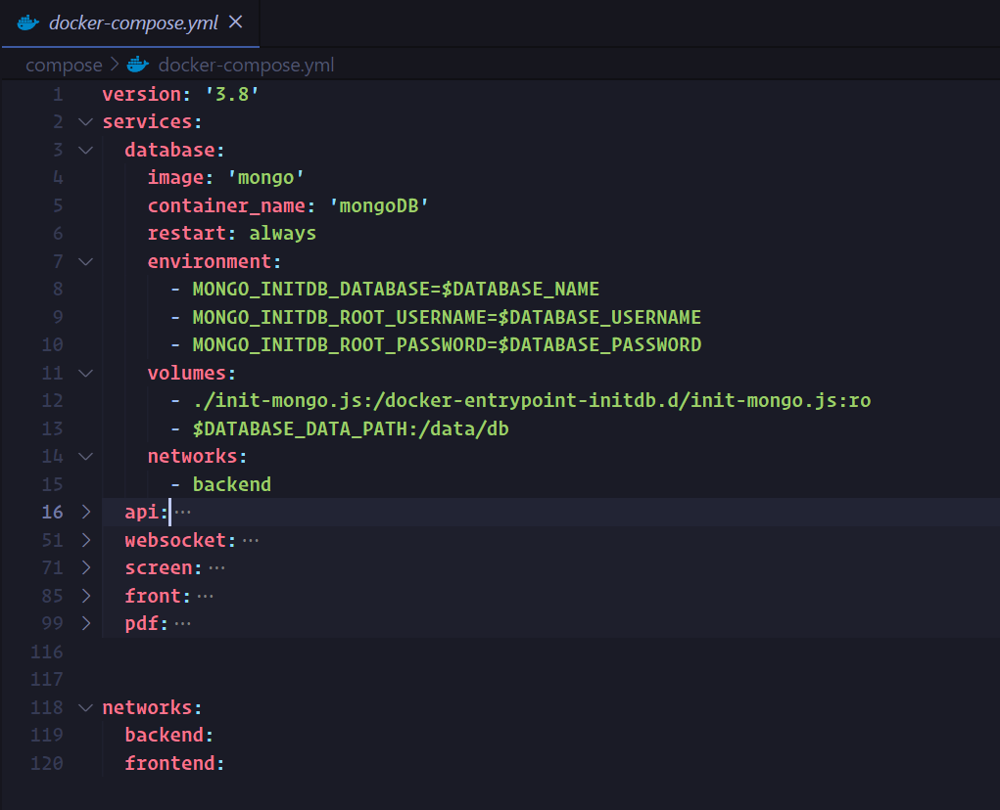 docker-compose.yml ×
compose > docker-compose.yml
1 version: '3.8'
2 services:
3   database:
4     image: 'mongo'
5     container_name: 'mongoDB'
6     restart: always
7     environment:
8       - MONGO_INITDB_DATABASE=$DATABASE_NAME
9       - MONGO_INITDB_ROOT_USERNAME=$DATABASE_USERNAME
10       - MONGO_INITDB_ROOT_PASSWORD=$DATABASE_PASSWORD
11     volumes:
12       - ./init-mongo.js:/docker-entrypoint-initdb.d/init-mongo.js:ro
13       - $DATABASE_DATA_PATH:/data/db
14     networks:
15       - backend
16   api:···
51   websocket:···
71   screen:···
85   front:···
99   pdf:···
116
117
118 networks:
119   backend:
120   frontend: